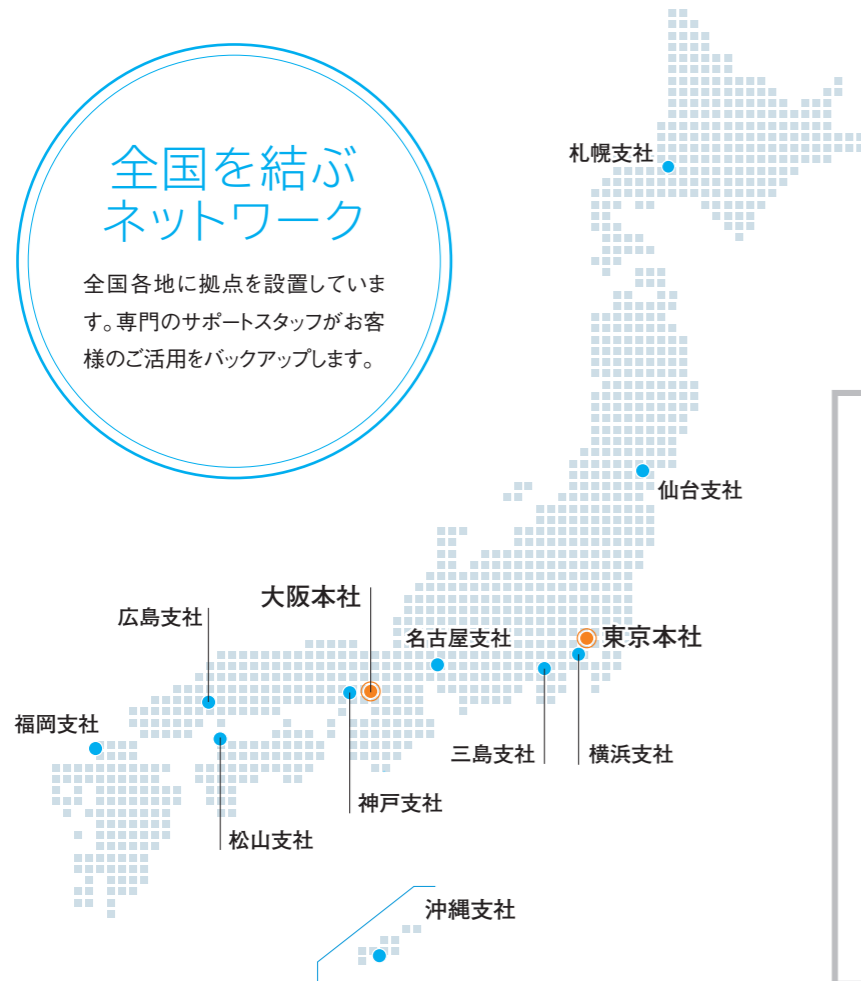 全国を結ぶ
ネットワーク
全国各地に拠点を設置していま
す。専門のサポートスタッフがお客
様のご活用をバックアップします。
札幌支社
仙台支社
大阪本社
広島支社
名古屋支社
東京本社
福岡支社
三島支社
横浜支社
神戸支社
松山支社
沖縄支社